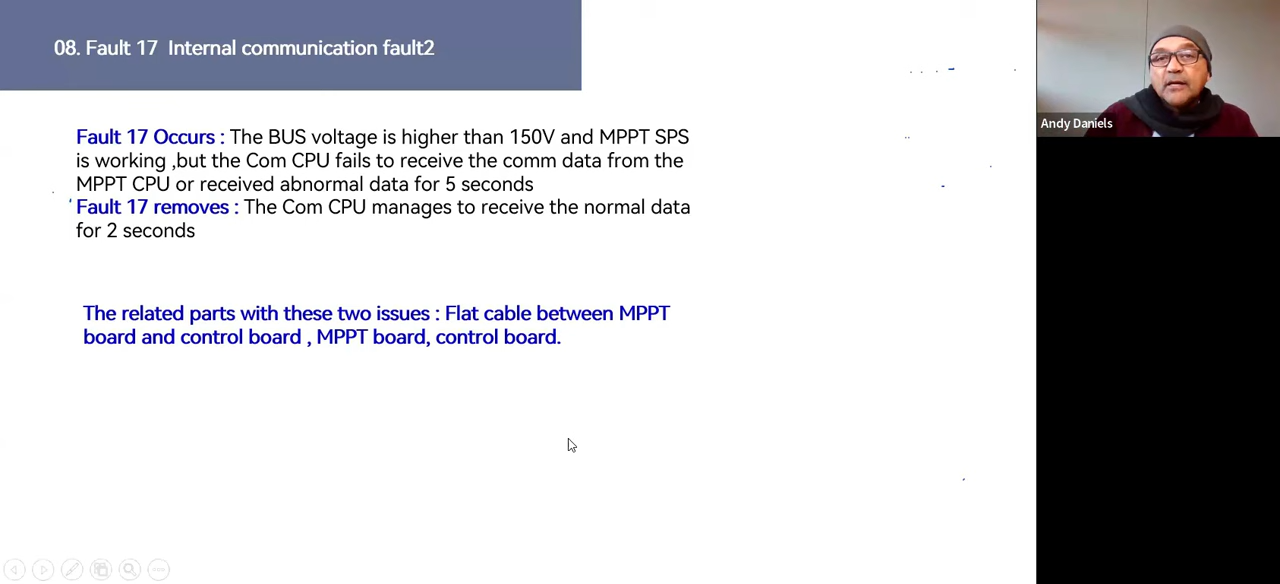 08. Fault 17  Internal communication fault2
Andy Daniels
Fault 17 Occurs : The BUS voltage is higher than 150V and MPPT SPS
is working ,but the Com CPU fails to receive the comm data from the
MPPT CPU or received abnormal data for 5 seconds
Fault 17 removes : The Com CPU manages to receive the normal data
for 2 seconds
The related parts with these two issues : Flat cable between MPPT
board and control board , MPPT board, control board.